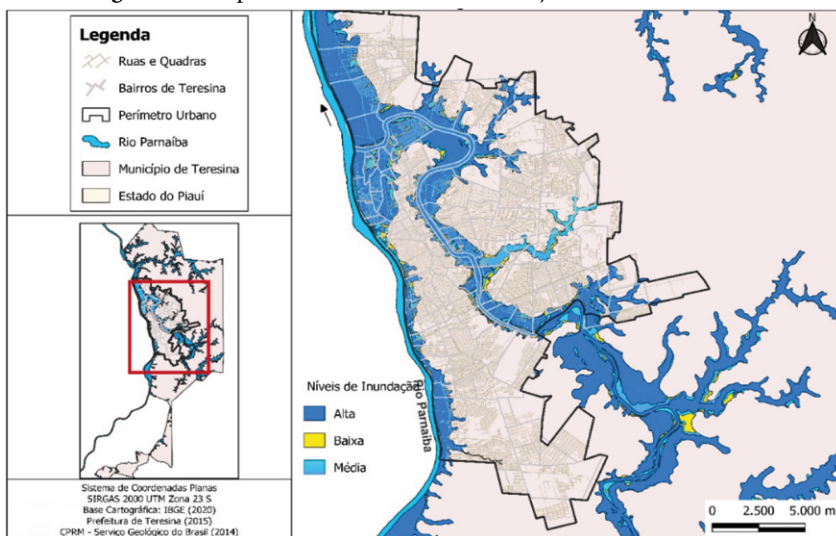 Legenda
Ruas e Quadras
Bairros de Teresina
Perímetro Urbano
Rio Parnaíba
Município de Teresina
Estado do Piauí
Sistema de Coordenadas Planas
SIRGAS 2000 UTM Zona 23 S
Base Cartográfica: IBGE (2020)
Prefeitura de Teresina (2015)
CPRM - Serviço Geológico do Brasil (2014)
N
Níveis de Inundação
Alta
Baixa
Média
Rio Parnaíba
0 2.500 5.000 m